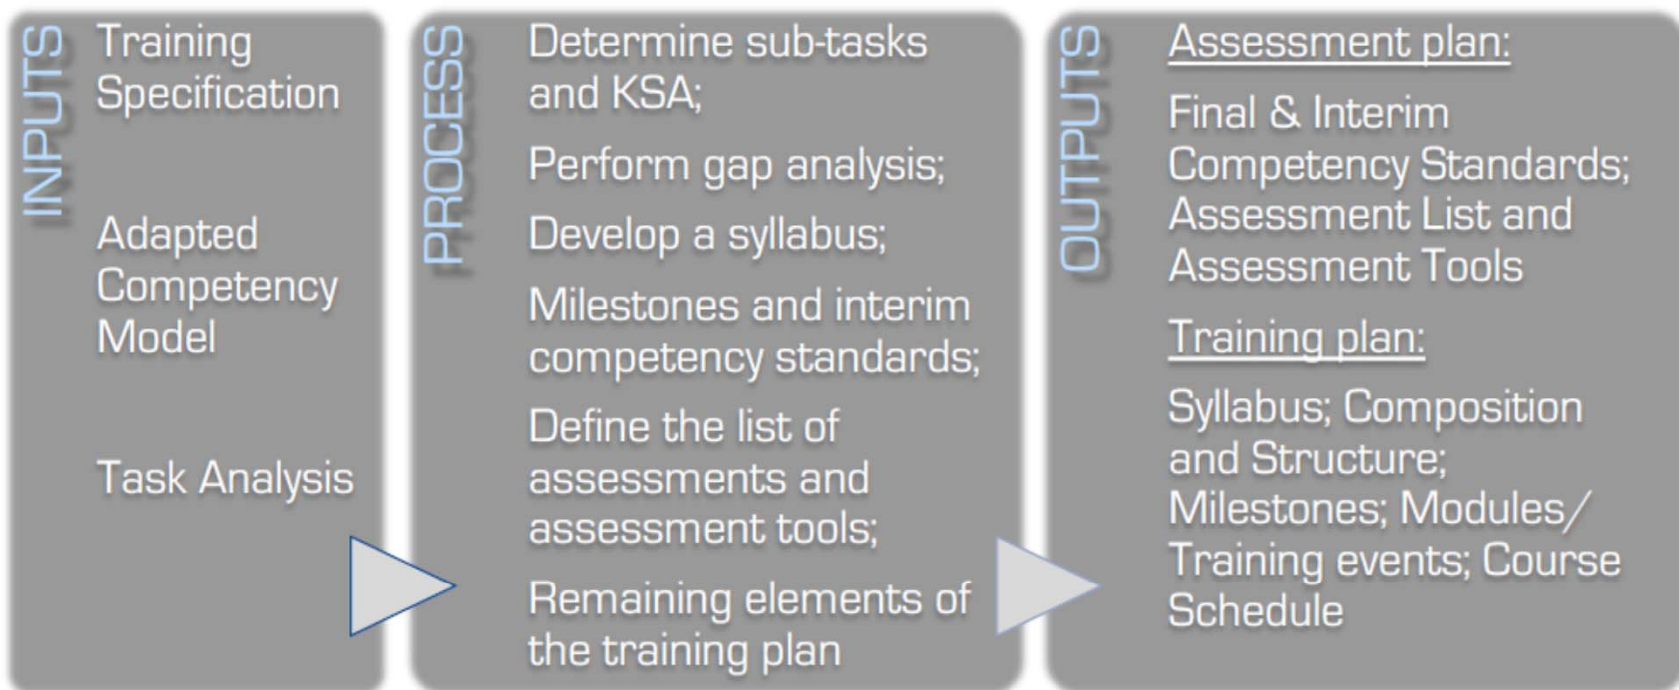 INPUTS
Training
Specification
Adapted
Competency
Model
Task Analysis
PROCESS
Determine sub-tasks
and KSA;
Perform gap analysis;
Develop a syllabus;
Milestones and interim
competency standards;
Define the list of
assessments and
assessment tools;
Remaining elements of
the training plan
OUTPUTS
Assessment plan:
Final & Interim
Competency Standards;
Assessment List and
Assessment Tools
Training plan:
Syllabus; Composition
and Structure;
Milestones; Modules/
Training events; Course
Schedule